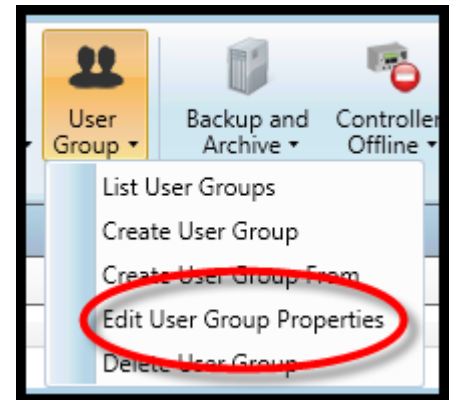 User
Group
Backup and
Archive
Controller
Offline
List User Groups
Create User Group
Create User Group From
Edit User Group Properties
Delete User Group